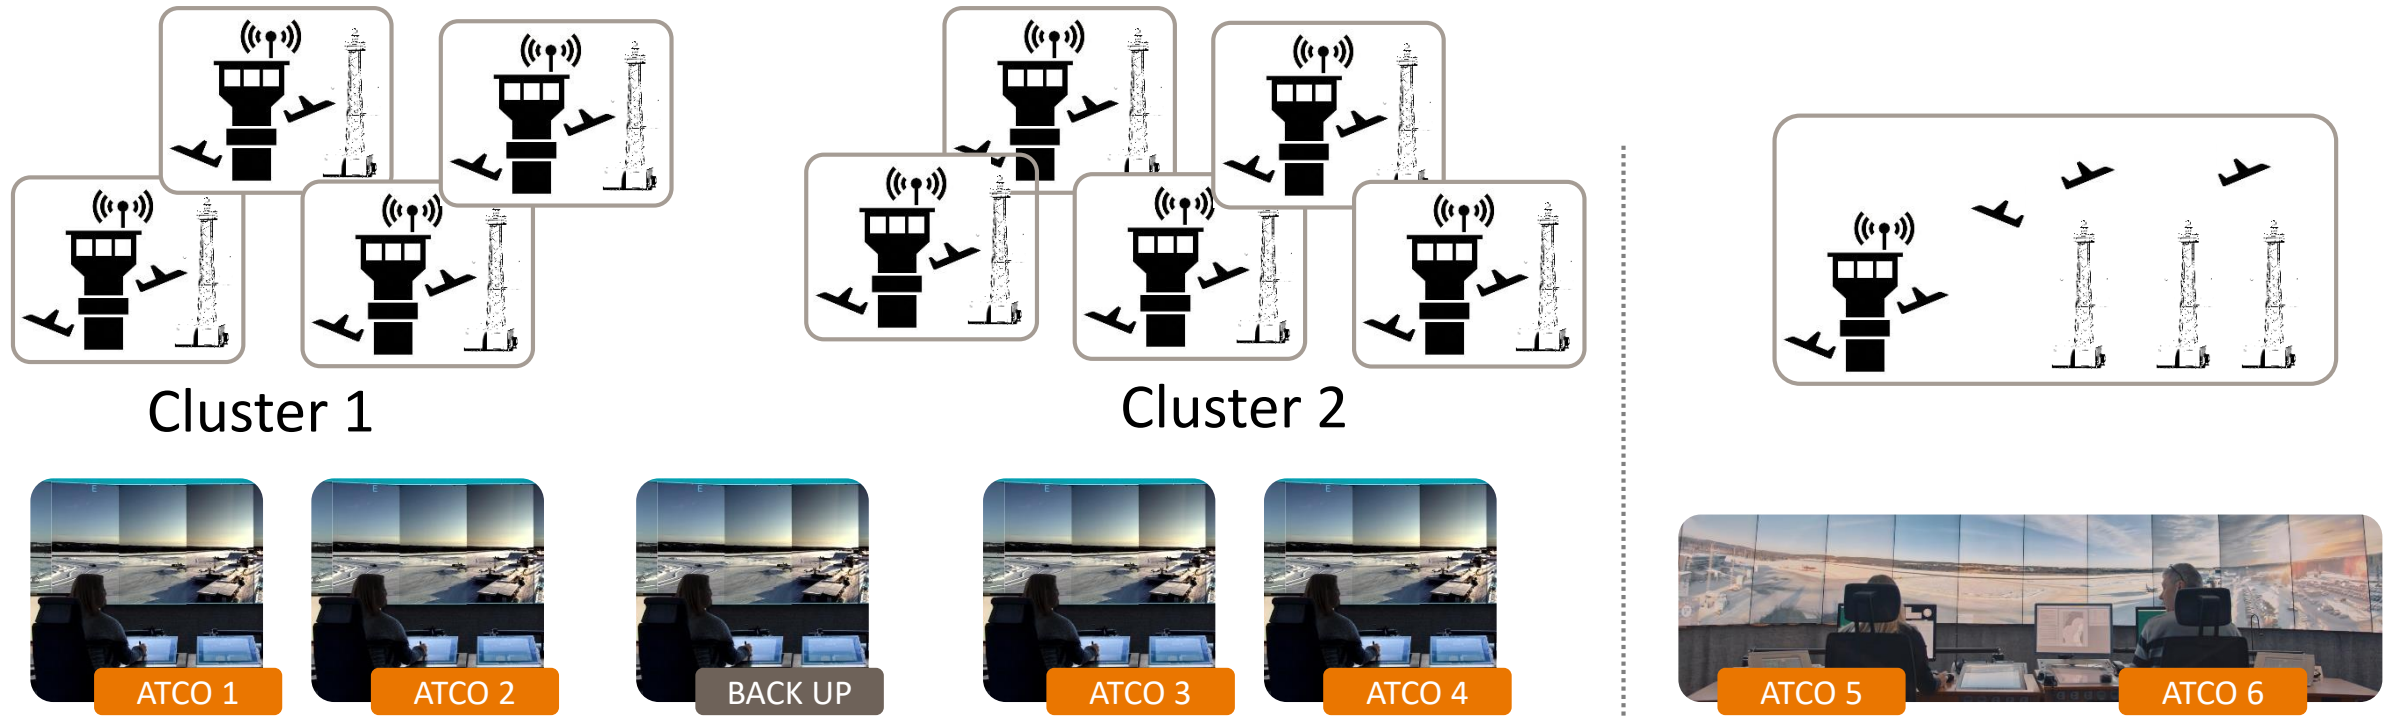 Cluster 1
Cluster 2
E
E
E
E
E
ATCO 1
ATCO 2
BACK UP
ATCO 3
ATCO 4
ATCO 5
ATCO 6